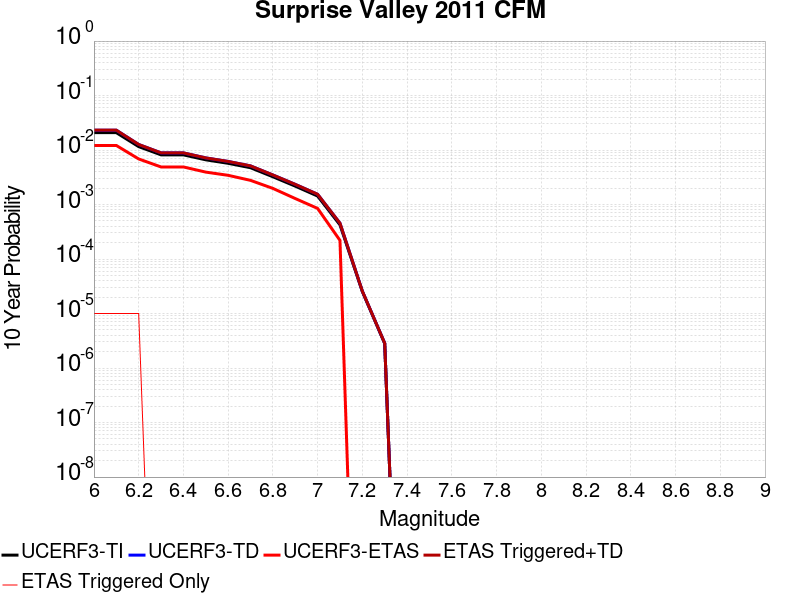 Surprise Valley 2011 CFM
10 0
10 -1
10 -2
10 -3
10 -4
10 -5
10 -6
10 -7
10 -8
10 Year Probability
6 6.2 6.4 6.6 6.8 7 7.2 7.4 7.6 7.8 8 8.2 8.4 8.6 8.8 9
Magnitude
UCERF3-TI UCERF3-TD UCERF3-ETAS ETAS Triggered+TD
ETAS Triggered Only